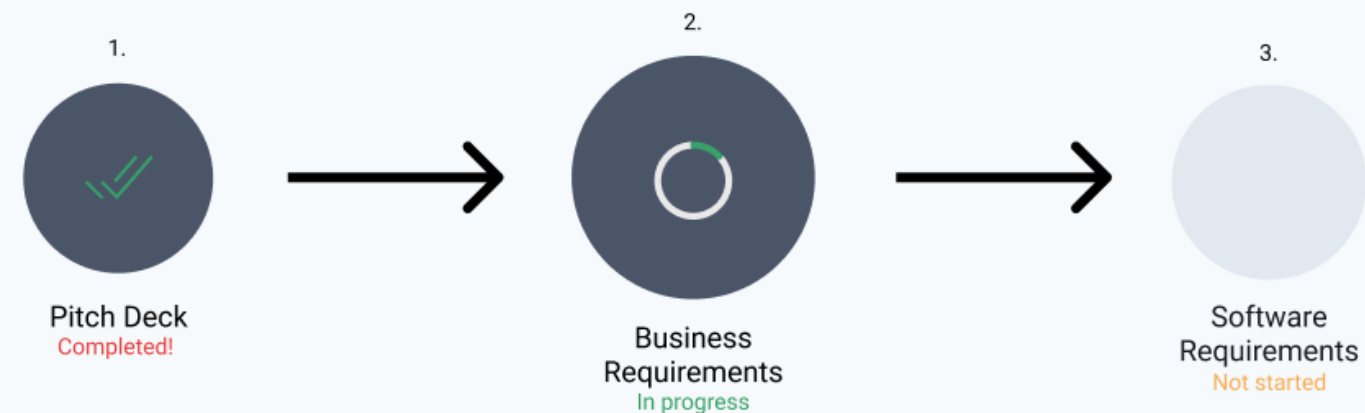 1.
Pitch Deck
Completed!
2.
Business
Requirements
In progress
3.
Software
Requirements
Not started